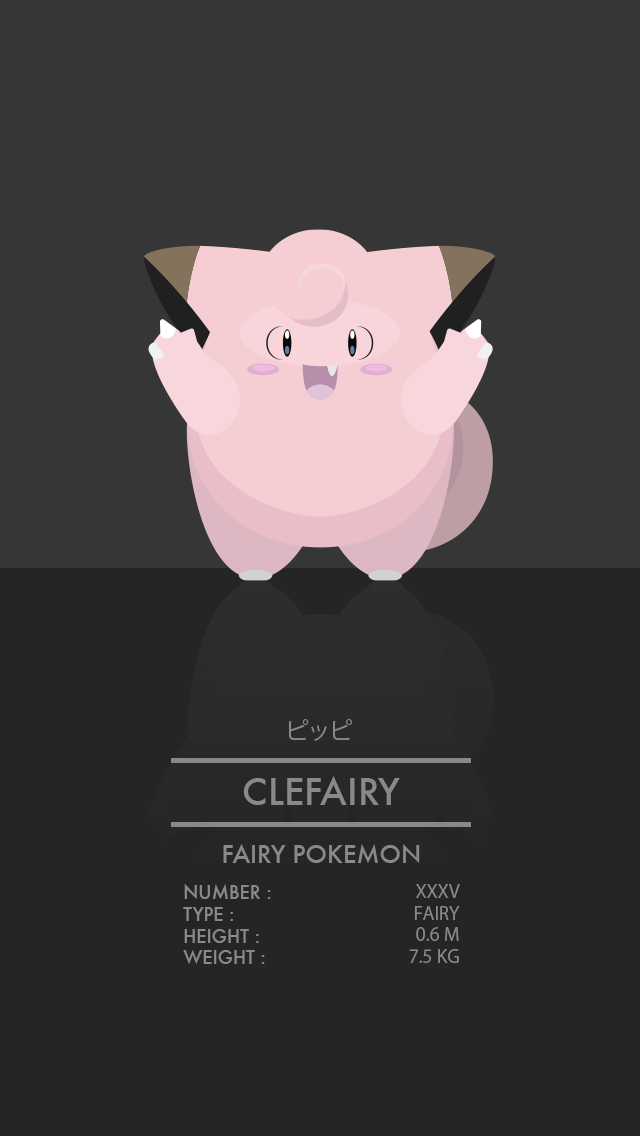 ピッピ
CLEFAIRY
FAIRY POKEMON
NUMBER : XXXV
TYPE : FAIRY
HEIGHT : 0.6 M
WEIGHT : 7.5 KG